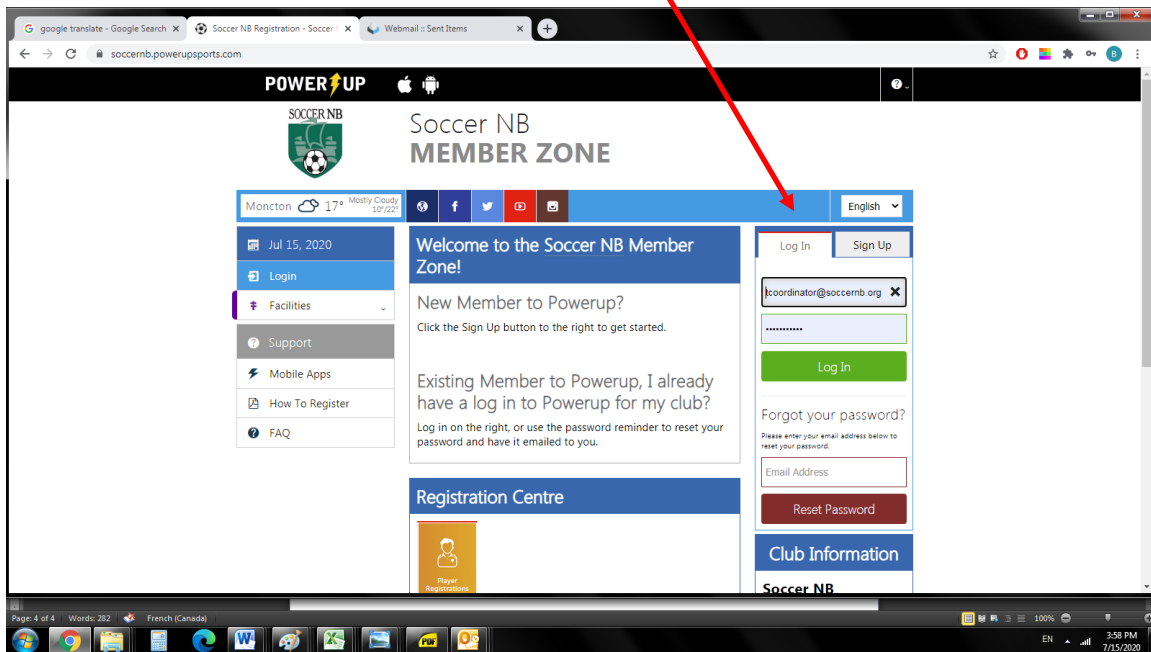 google translate - Google Search
Soccer NB Registration - Soccer
Webmail :: Sent Items
soccernb.powerupsports.com
B
POWER UP
SOCCER NB
Soccer NB
MEMBER ZONE
Moncton 17° Mostly Cloudy
10°/22°
English
Jul 15, 2020
Login
Facilities
Support
Mobile Apps
How To Register
FAQ
Welcome to the Soccer NB Member
Zone!
New Member to Powerup?
Click the Sign Up button to the right to get started.
Existing Member to Powerup, I already
have a log in to Powerup for my club?
Log in on the right, or use the password reminder to reset your
password and have it emailed to you.
Registration Centre
Player
Registrations
Log In Sign Up
tcoordinator@soccernb.org
•••••••••••
Log In
Forgot your password?
Please enter your email address below to
reset your password.
Email Address
Reset Password
Club Information
Soccer NB
Page: 4 of 4 Words: 282 French (Canada) 100%
PDF
EN 3:58 PM
7/15/2020